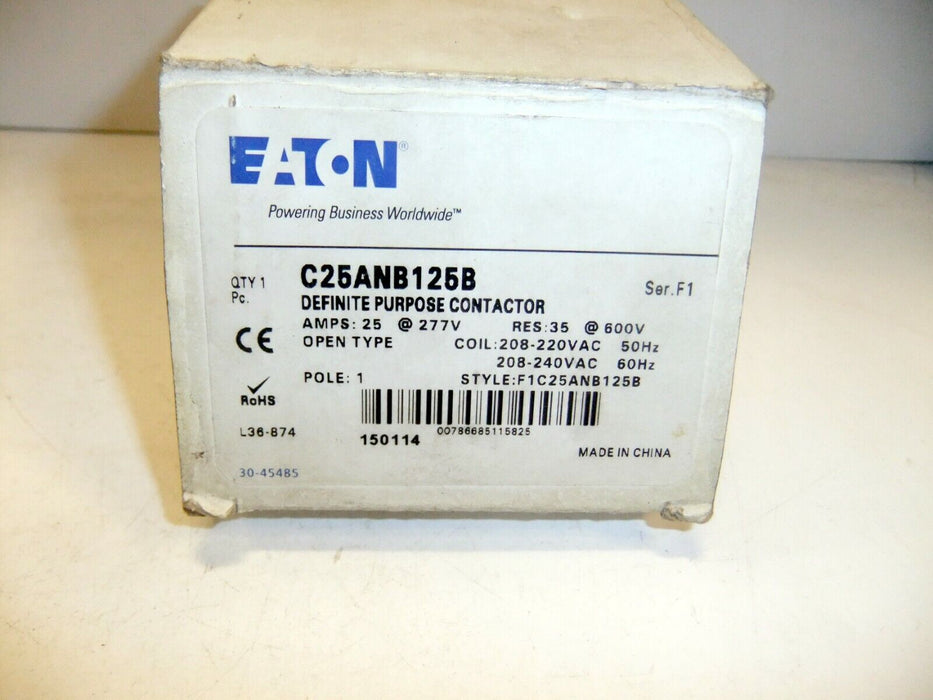 EATON®
Powering Business Worldwide™
QTY 1 C25ANB125B Ser.F1
Pc. DEFINITE PURPOSE CONTACTOR
AMPS: 25 @ 277V RES:35 @ 600V
CE OPEN TYPE COIL:208-220VAC 50Hz
208-240VAC 60Hz
POLE: 1 STYLE:F1C25ANB125B
RoHS
L36-874 150114 00786685115825
MADE IN CHINA
30-45485